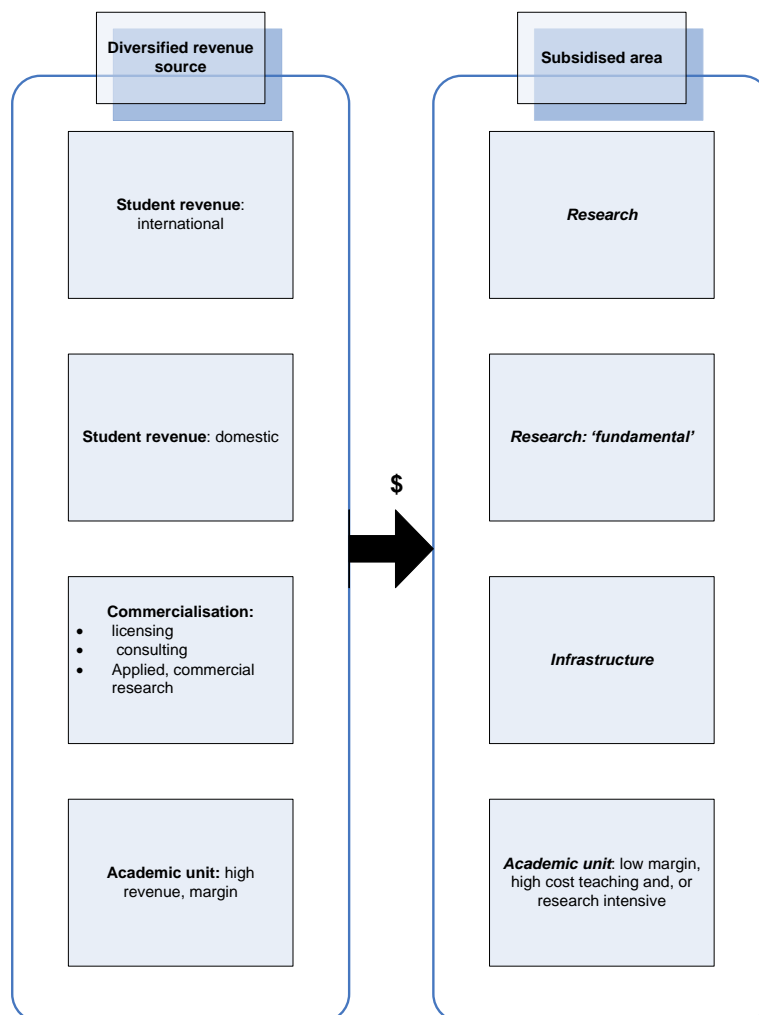 Diversified revenue
source
Student revenue:
international
Student revenue: domestic
Commercialisation:
• licensing
• consulting
• Applied, commercial
research
Academic unit: high
revenue, margin
$
Subsidised area
Research
Research: ‘fundamental’
Infrastructure
Academic unit: low margin,
high cost teaching and, or
research intensive